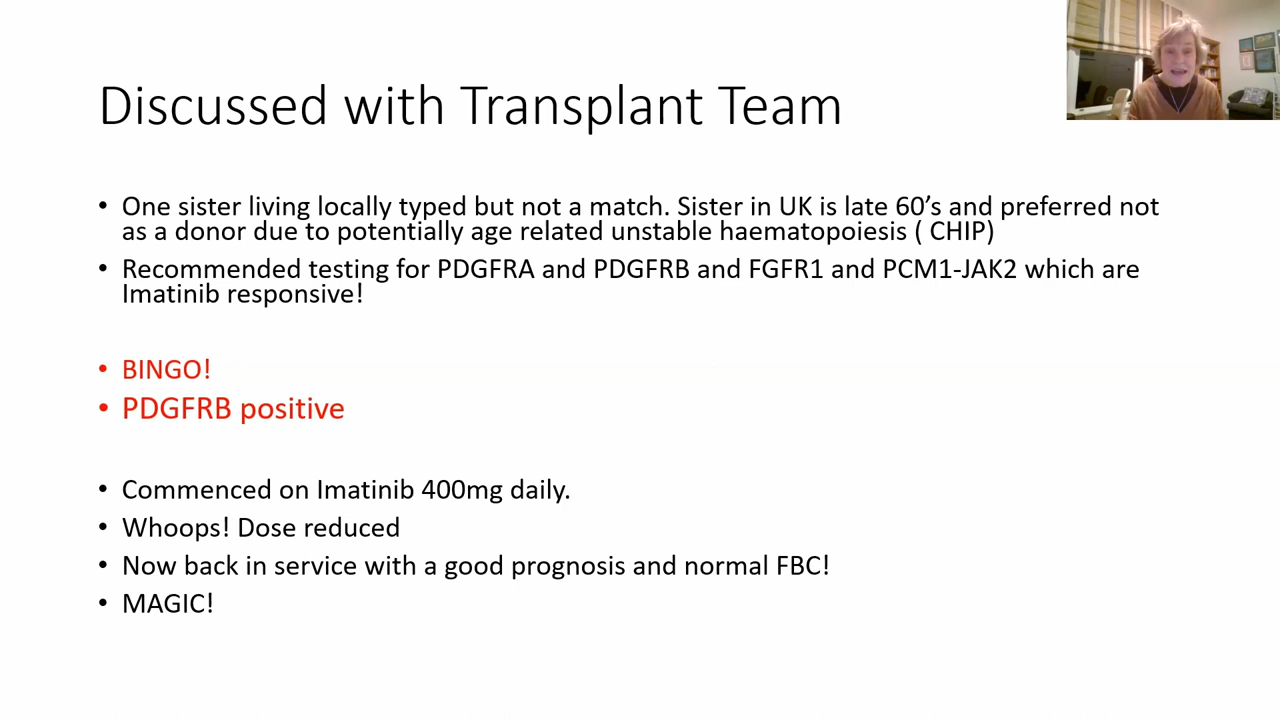 Discussed with Transplant Team
• One sister living locally typed but not a match. Sister in UK is late 60’s and preferred not
as a donor due to potentially age related unstable haematopoiesis ( CHIP)
• Recommended testing for PDGFRA and PDGFRB and FGFR1 and PCM1-JAK2 which are
Imatinib responsive!
• BINGO!
• PDGFRB positive
• Commenced on Imatinib 400mg daily.
• Whoops! Dose reduced
• Now back in service with a good prognosis and normal FBC!
• MAGIC!